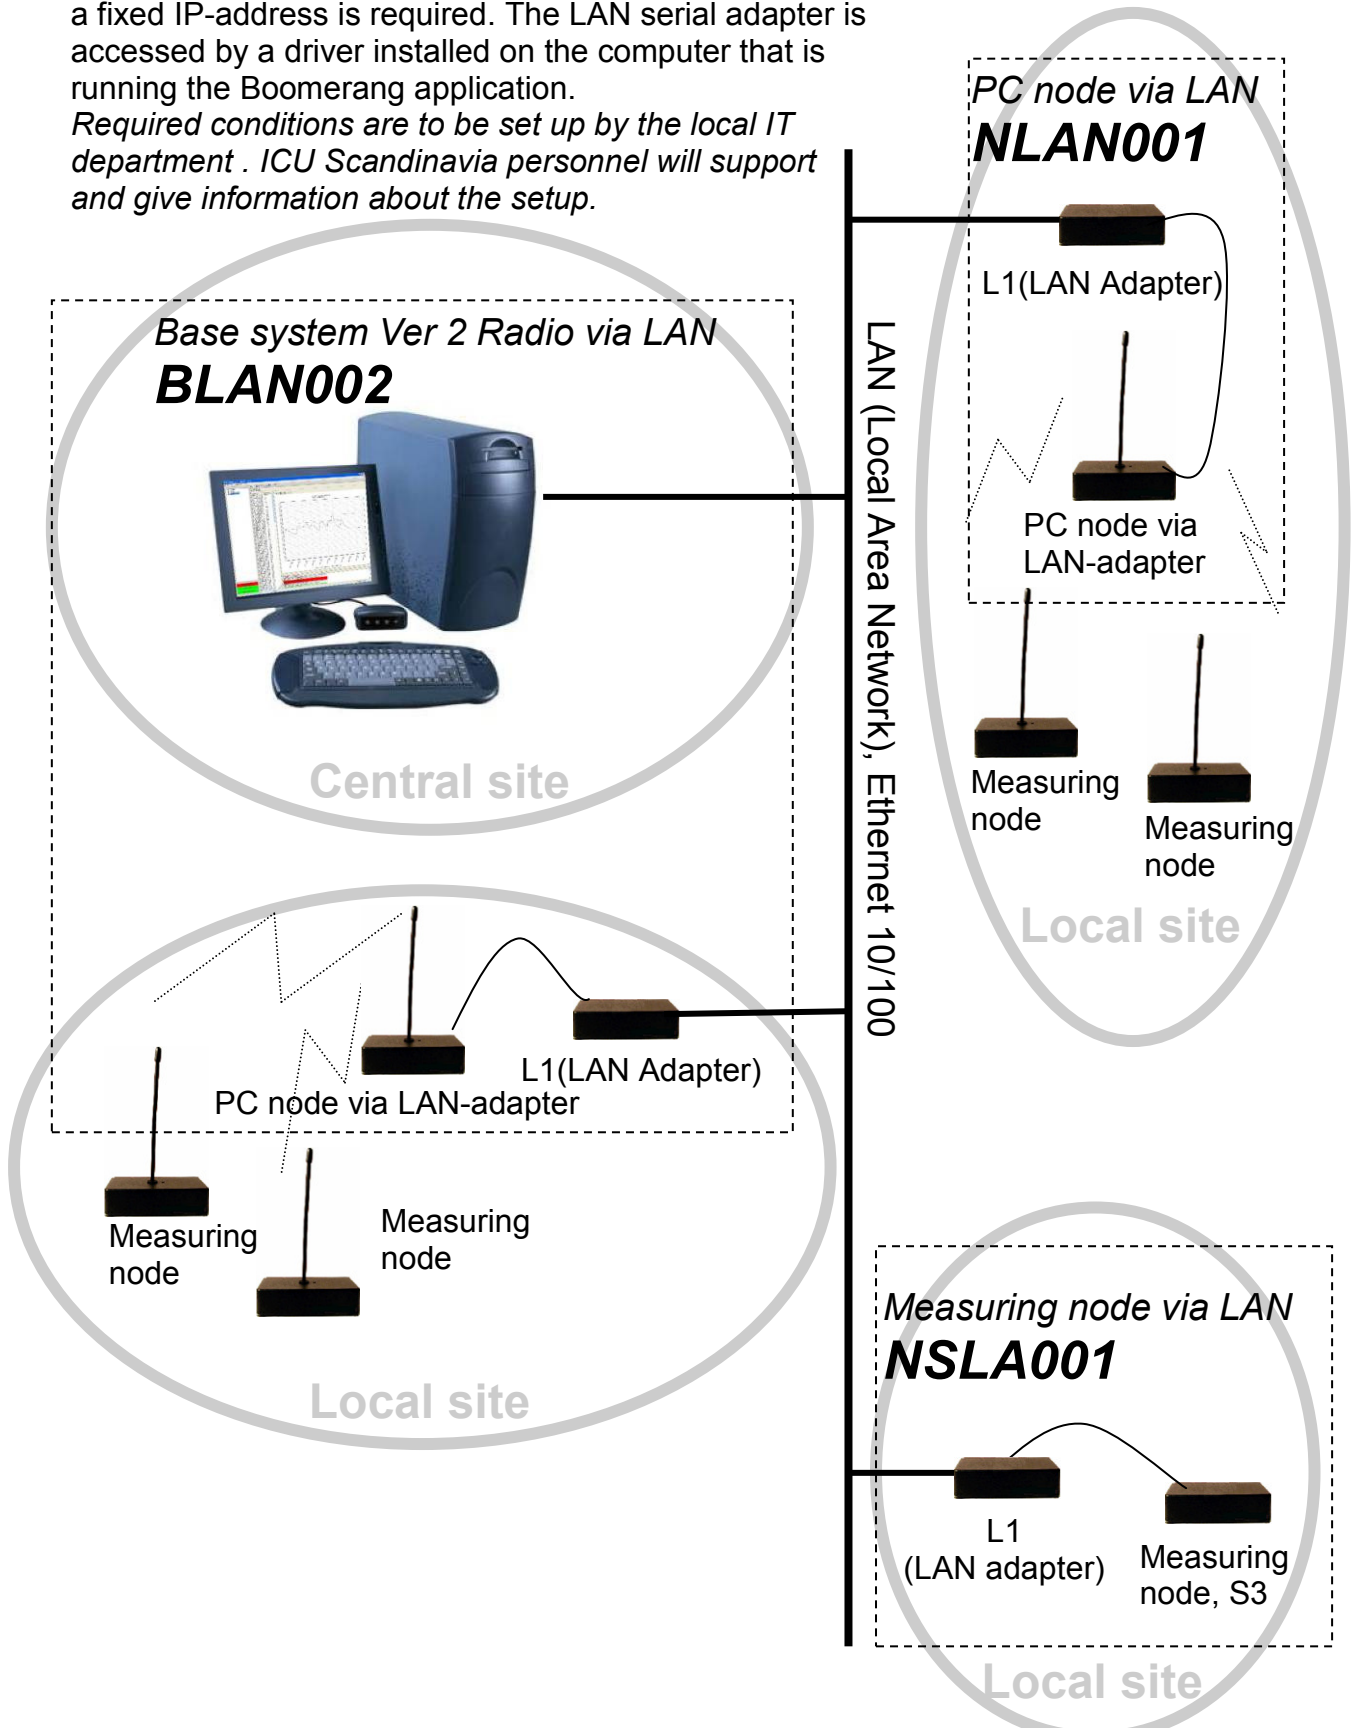 a fixed IP-address is required. The LAN serial adapter is
accessed by a driver installed on the computer that is
running the Boomerang application.
Required conditions are to be set up by the local IT
department . ICU Scandinavia personnel will support
and give information about the setup.
PC node via LAN
NLAN001
L1(LAN Adapter)
PC node via
LAN-adapter
Measuring
node
Measuring
node
Local site
Base system Ver 2 Radio via LAN
BLAN002
Central site
LAN (Local Area Network), Ethernet 10/100
L1(LAN Adapter)
PC node via LAN-adapter
Measuring
node
Measuring
node
Local site
Measuring node via LAN
NSLA001
L1
(LAN adapter)
Measuring
node, S3
Local site